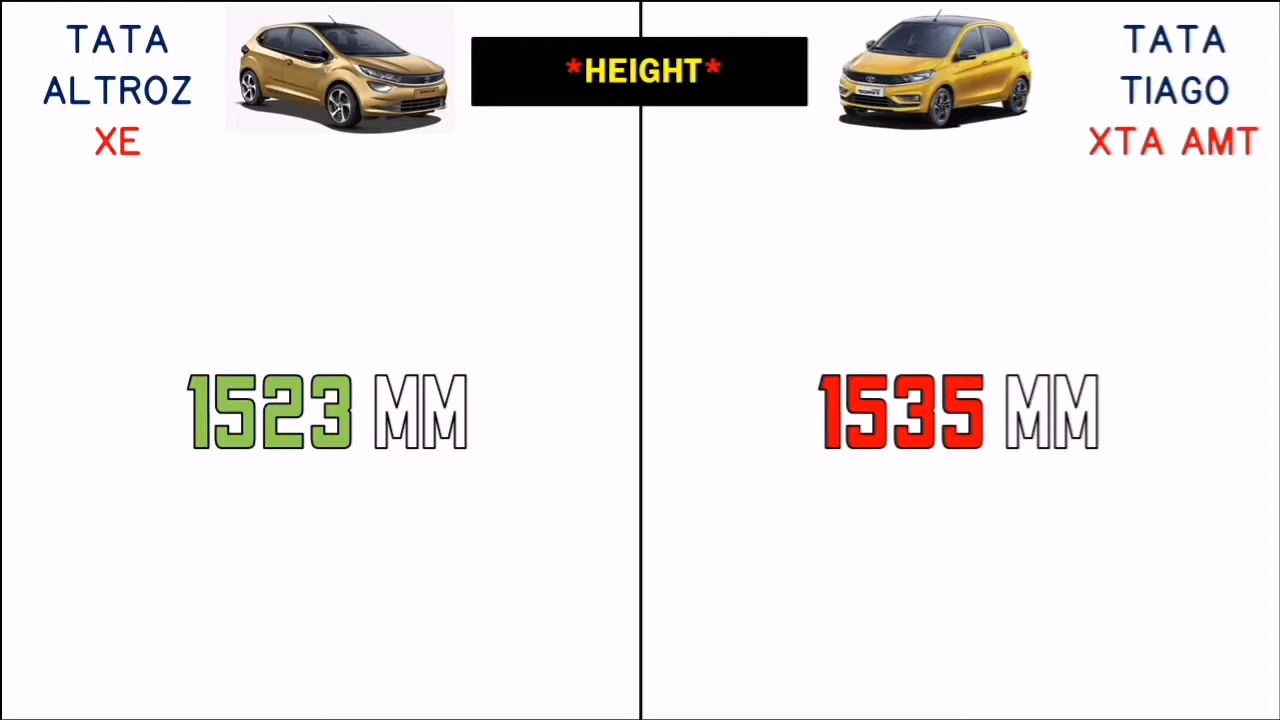 TATA
ALTROZ
XE
*HEIGHT*
TATA
TIAGO
XTA AMT
1523 MM
1535 MM